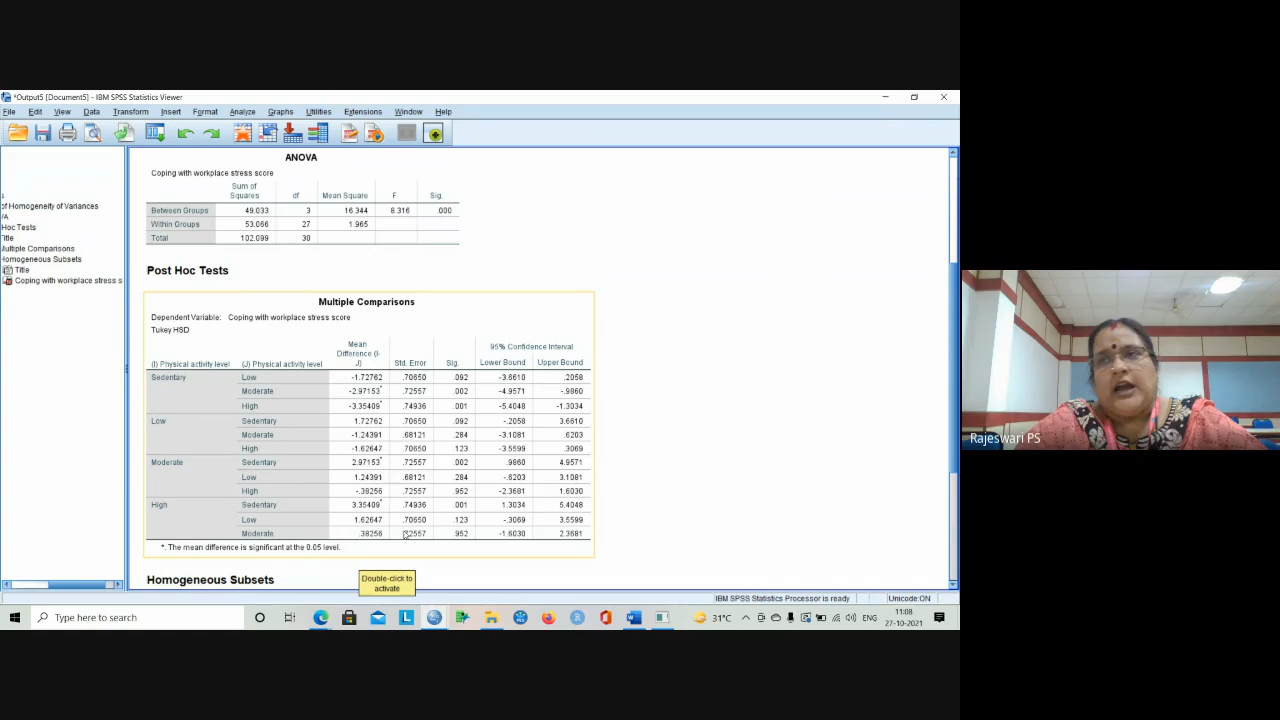 *Output5 [Document5] - IBM SPSS Statistics Viewer
File Edit View Data Transform Insert Format Analyze Graphs Utilities Extensions Window Help
of Homogeneity of Variances
Hoc Tests
Multiple Comparisons
Homogeneous Subsets
Title
Coping with workplace stress s
ANOVA
Coping with workplace stress score
Sum of Squares df Mean Square F Sig.
Between Groups 49.033 3 16.344 8.316 .000
Within Groups 53.066 27 1.965
Total 102.099 30
Post Hoc Tests
Multiple Comparisons
Dependent Variable: Coping with workplace stress score
Tukey HSD
95% Confidence Interval
(I) Physical activity level (J) Physical activity level Mean Difference (I-J) Std. Error Sig. Lower Bound Upper Bound
Sedentary Low -1.72762 .70650 .092 -3.6610 .2058
Moderate -2.97153* .72557 .002 -4.9571 -.9860
High -3.35409* .74936 .001 -5.4048 -1.3034
Low Sedentary 1.72762 .70650 .092 -.2058 3.6610
Moderate -1.24391 .68121 .284 -3.1081 .6203
High -1.62647 .70650 .123 -3.5599 .3069
Moderate Sedentary 2.97153* .72557 .002 .9860 4.9571
Low 1.24391 .68121 .284 -.6203 3.1081
High -.38256 .72557 .952 -2.3681 1.6030
High Sedentary 3.35409* .74936 .001 1.3034 5.4048
Low 1.62647 .70650 .123 -.3069 3.5599
Moderate .38256 .72557 .952 -1.6030 2.3681
*. The mean difference is significant at the 0.05 level.
Homogeneous Subsets
Double-click to
activate
IBM SPSS Statistics Processor is ready Unicode:ON
Type here to search
31°C ENG
11:08
27-10-2021
Rajeswari PS